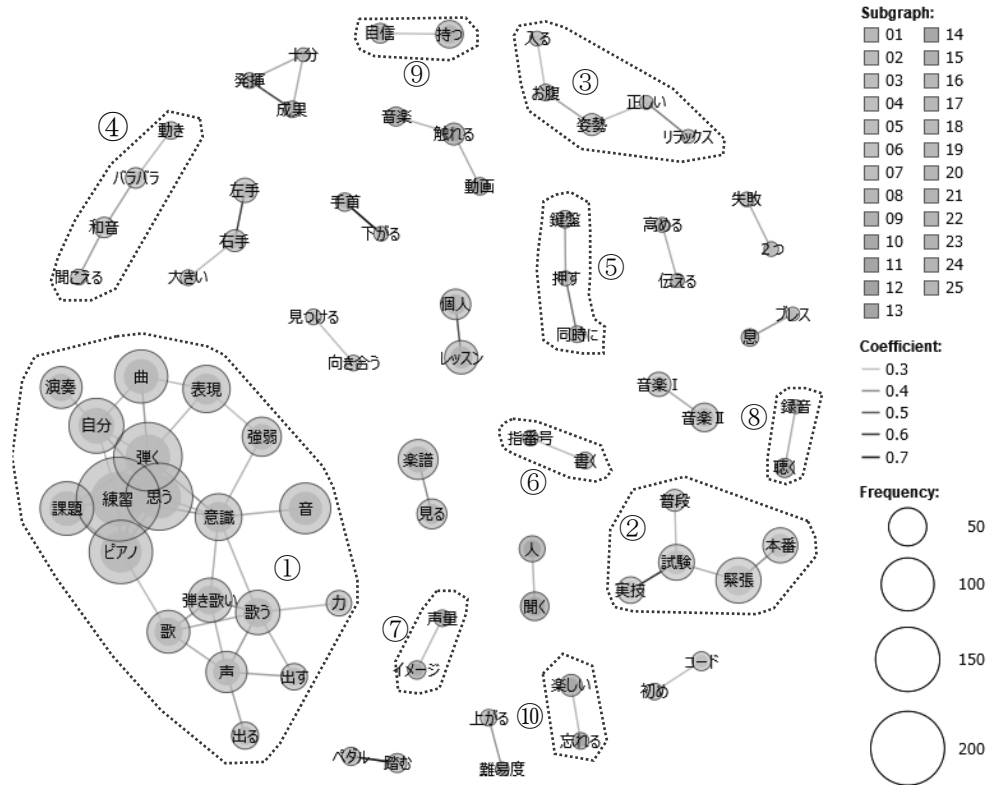 自信
持つ
⑨
十分
発揮
成果
入る
お腹
③
正しい
姿勢
リラックス
④
動き
バラバラ
和音
聞こえる
音楽
触れる
動画
左手
右手
大きい
手首
下がる
鍵盤
押す
⑤
同時に
高める
伝える
失敗
2つ
ブレス
息
見つける
向き合う
個人
レッスン
音楽Ⅰ
音楽Ⅱ
⑧
録音
聴く
演奏
曲
表現
自分
強弱
弾く
練習
思う
課題
意識
音
ピアノ
①
弾き歌い
歌う
力
歌
声
出す
出る
楽譜
見る
指番号
書く
⑥
普段
②
試験
本番
緊張
実技
人
聞く
⑦
声量
イメージ
コード
初め
楽しい
⑩
忘れる
上がる
難易度
ペダル
踏む
Subgraph:
01 14
02 15
03 16
04 17
05 18
06 19
07 20
08 21
09 22
10 23
11 24
12 25
13
Coefficient:
0.3
0.4
0.5
0.6
0.7
Frequency:
50
100
150
200